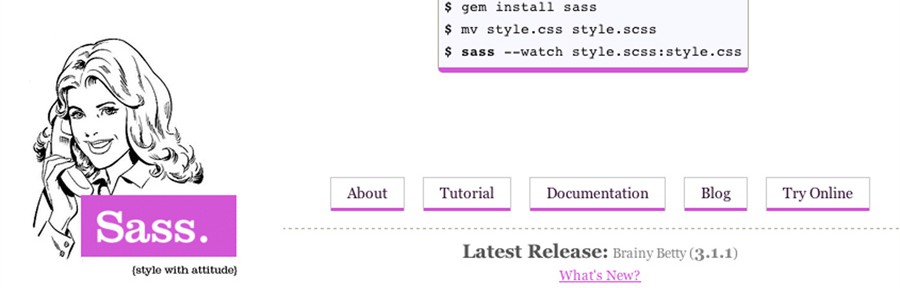 $ gem install sass
$ mv style.css style.scss
$ sass --watch style.scss:style.css
Sass.
{style with attitude}
About
Tutorial
Documentation
Blog
Try Online
Latest Release: Brainy Betty (3.1.1)
What's New?